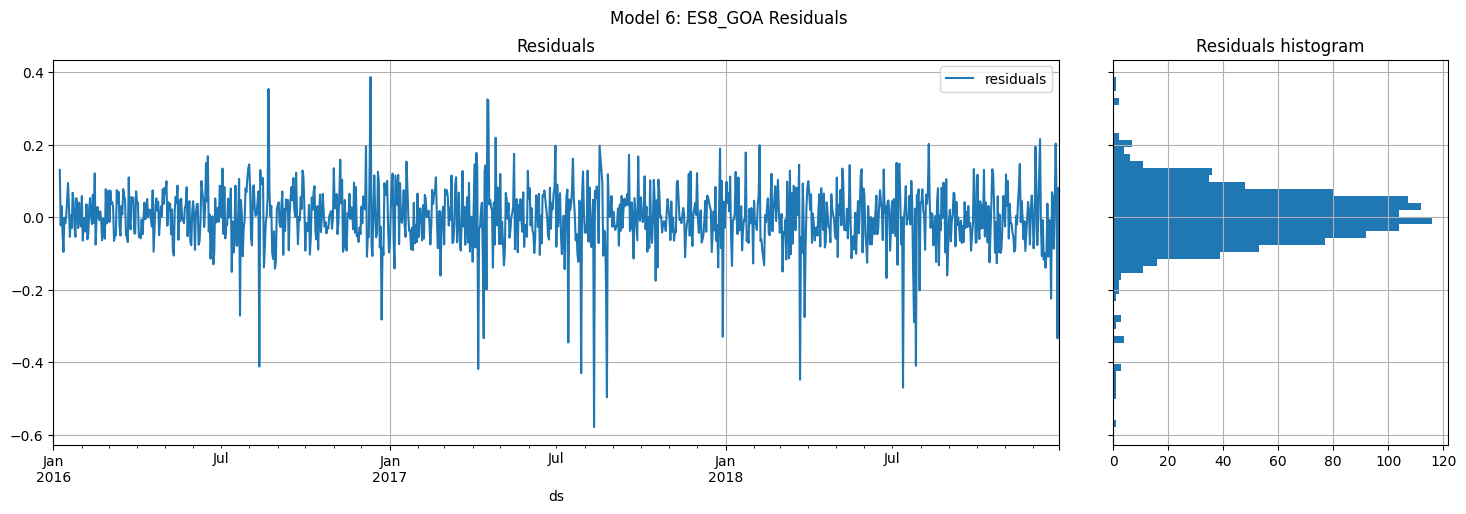 Model 6: ES8_GOA Residuals
Residuals
Residuals histogram
residuals
0.4
0.2
0.0
−0.2
−0.4
−0.6
Jan Jul Jan Jul Jan Jul
2016 2017 2018
ds
0 20 40 60 80 100 120